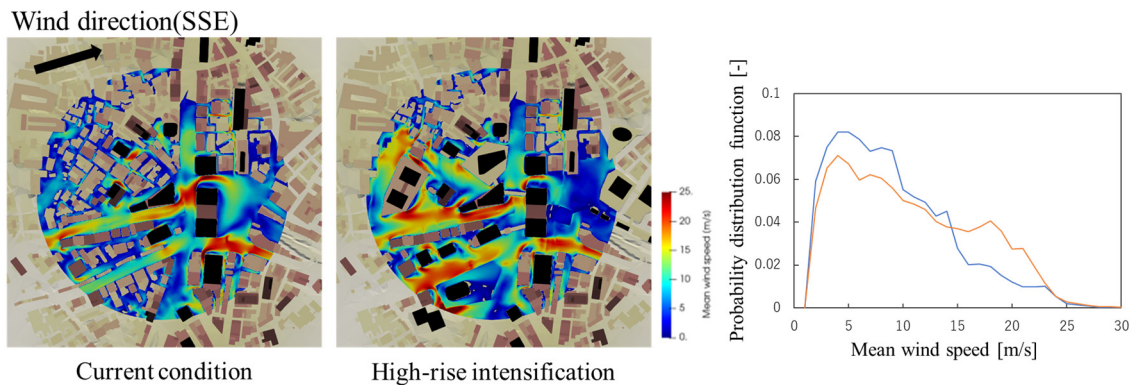 Wind direction(SSE)
25.
20
15
10
5
0.
Mean wind speed (m/s)
Current condition
High-rise intensification
Probability distribution function [-]
0.1
0.08
0.06
0.04
0.02
0
0 5 10 15 20 25 30
Mean wind speed [m/s]